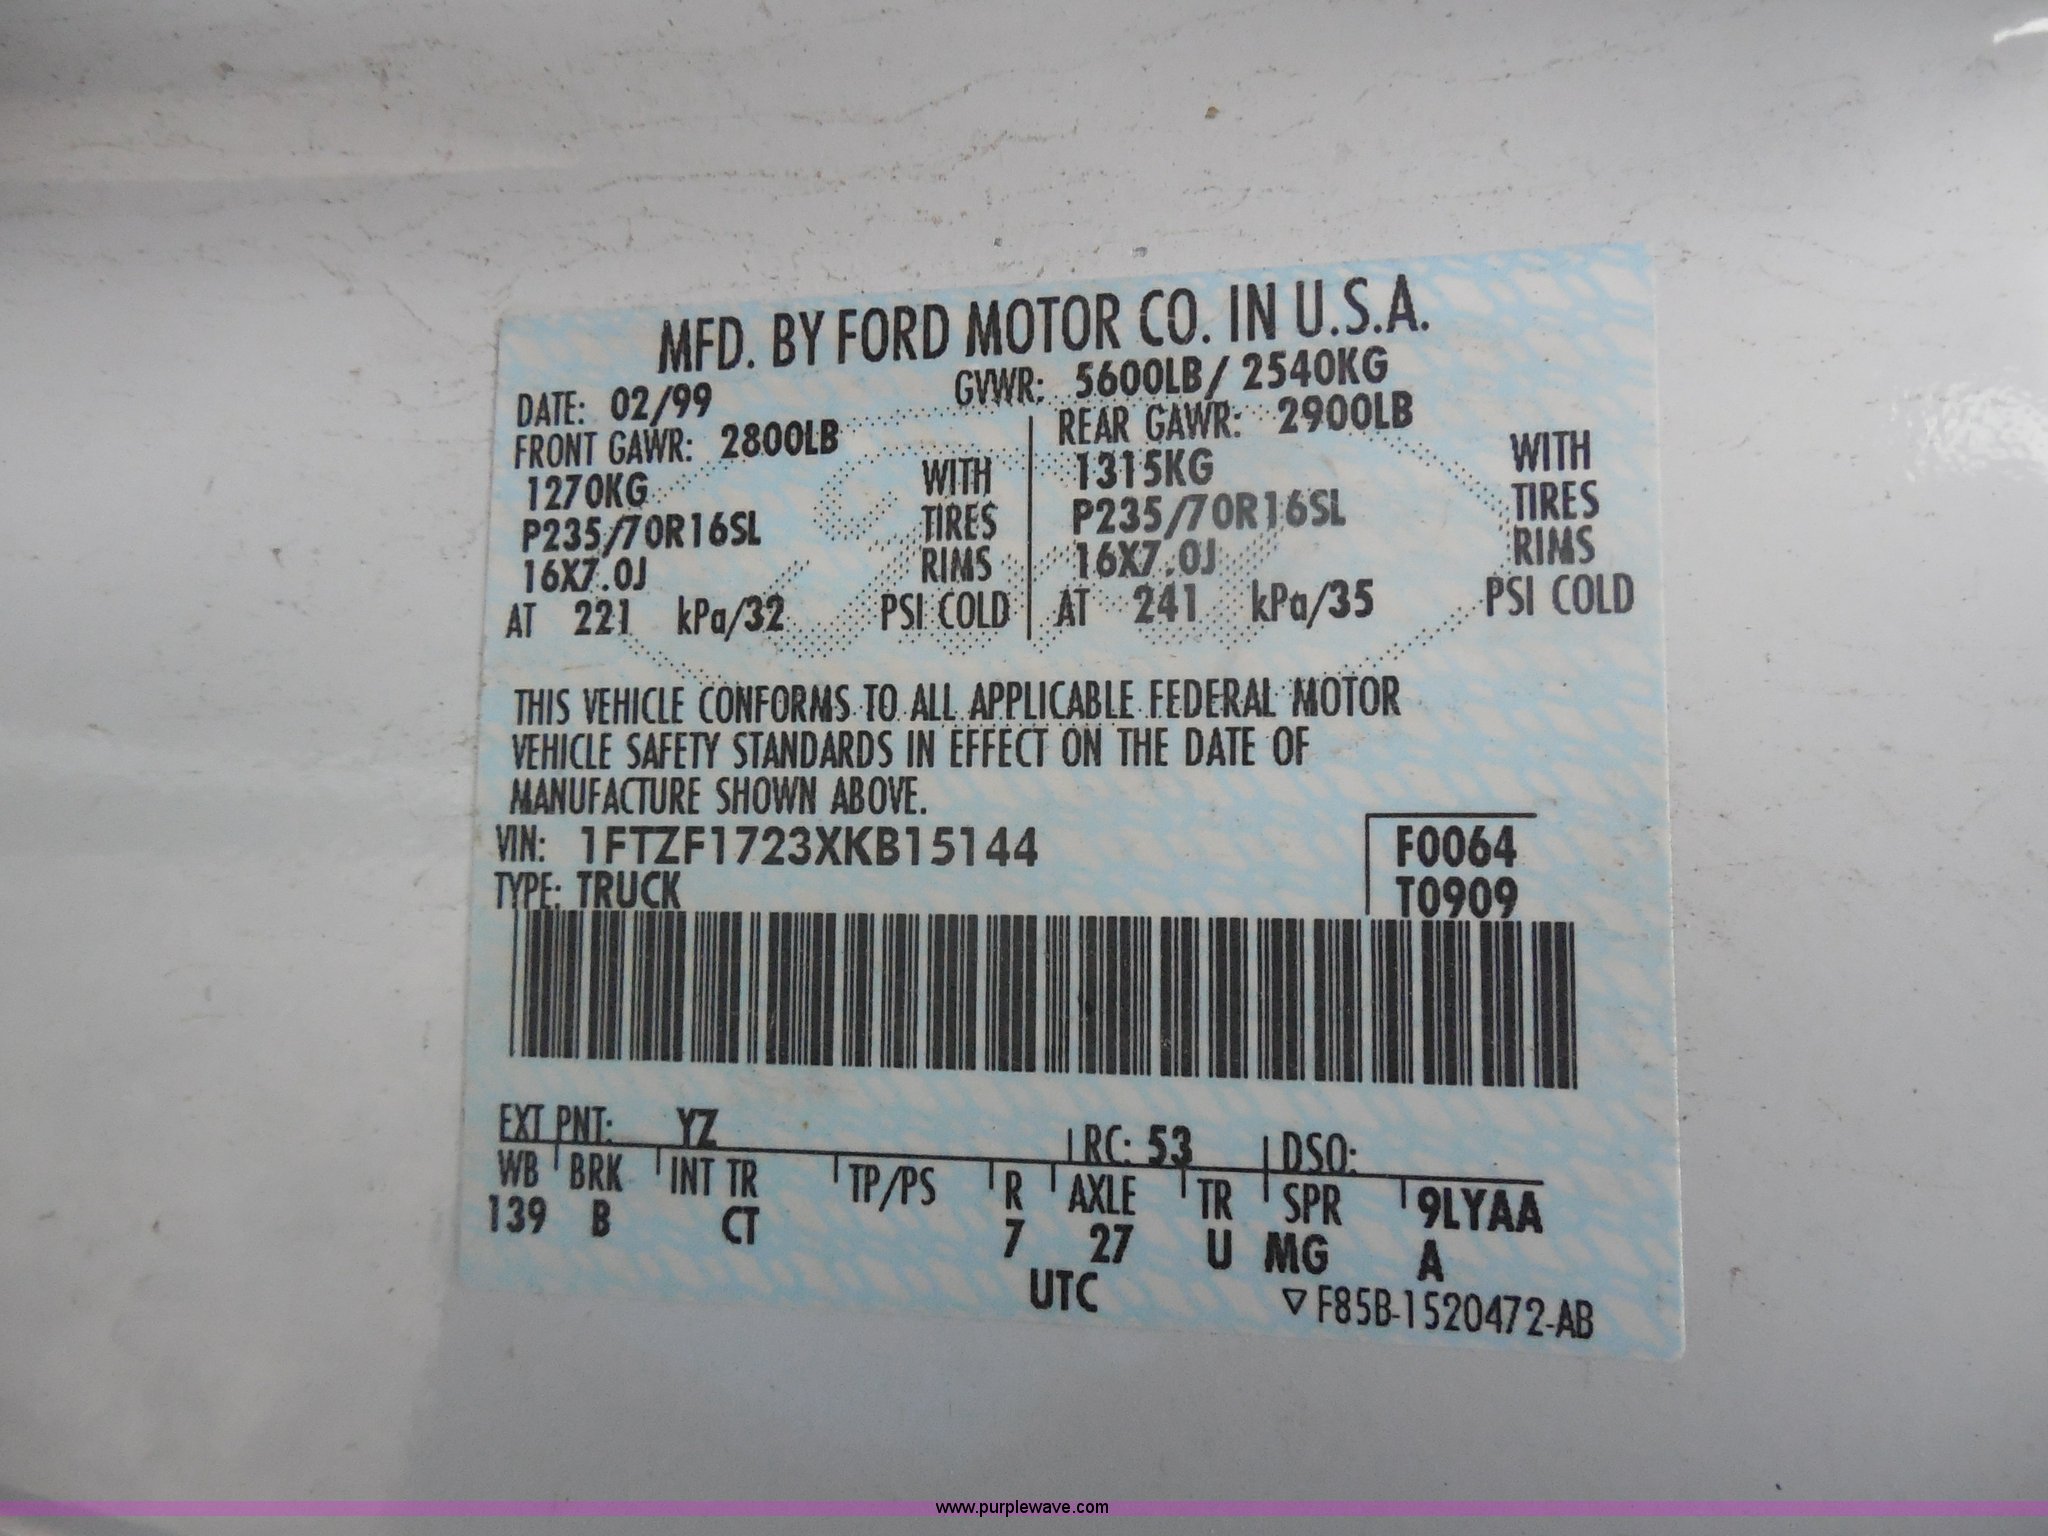 MFD. BY FORD MOTOR CO. IN U.S.A.
DATE: 02/99 GVWR: 5600LB/ 2540KG
FRONT GAWR: 2800LB REAR GAWR: 2900LB
1270KG WITH 1315KG WITH
P235/70R16SL TIRES P235/70R16SL TIRES
16X7.0J RIMS 16X7.0J RIMS
AT 221 kPa/32 PSI COLD AT 241 kPa/35 PSI COLD
THIS VEHICLE CONFORMS TO ALL APPLICABLE FEDERAL MOTOR
VEHICLE SAFETY STANDARDS IN EFFECT ON THE DATE OF
MANUFACTURE SHOWN ABOVE.
VIN: 1FTZF1723XKB15144 F0064
TYPE: TRUCK T0909
EXT PNT: YZ RC: 53 DSO:
WB BRK INT TR TP/PS R AXLE TR SPR 9LYAA
139 B CT 7 27 U MG A
UTC ▽F85B-1520472-AB
www.purplewave.com